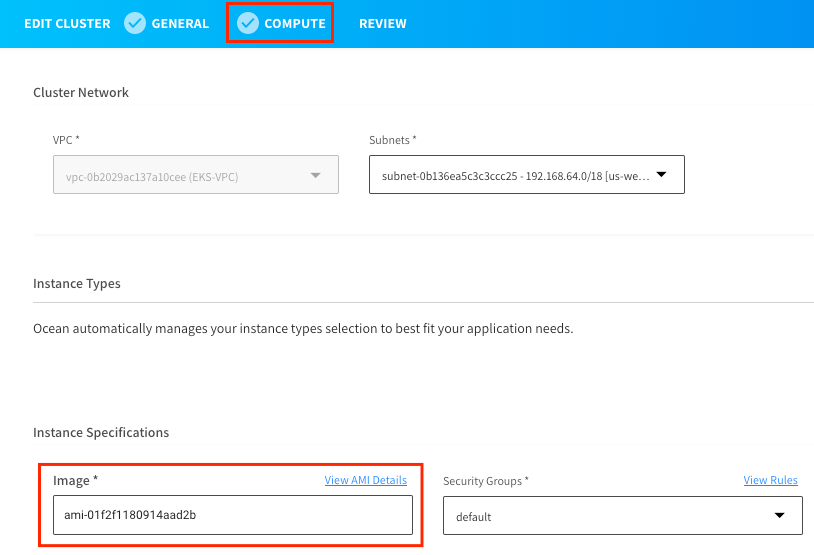 EDIT CLUSTER GENERAL COMPUTE REVIEW
Cluster Network
VPC * Subnets *
vpc-0b2029ac137a10cee (EKS-VPC) subnet-0b136ea5c3c3ccc25 - 192.168.64.0/18 [us-we...
Instance Types
Ocean automatically manages your instance types selection to best fit your application needs.
Instance Specifications
Image * View AMI Details Security Groups * View Rules
ami-01f2f1180914aad2b default